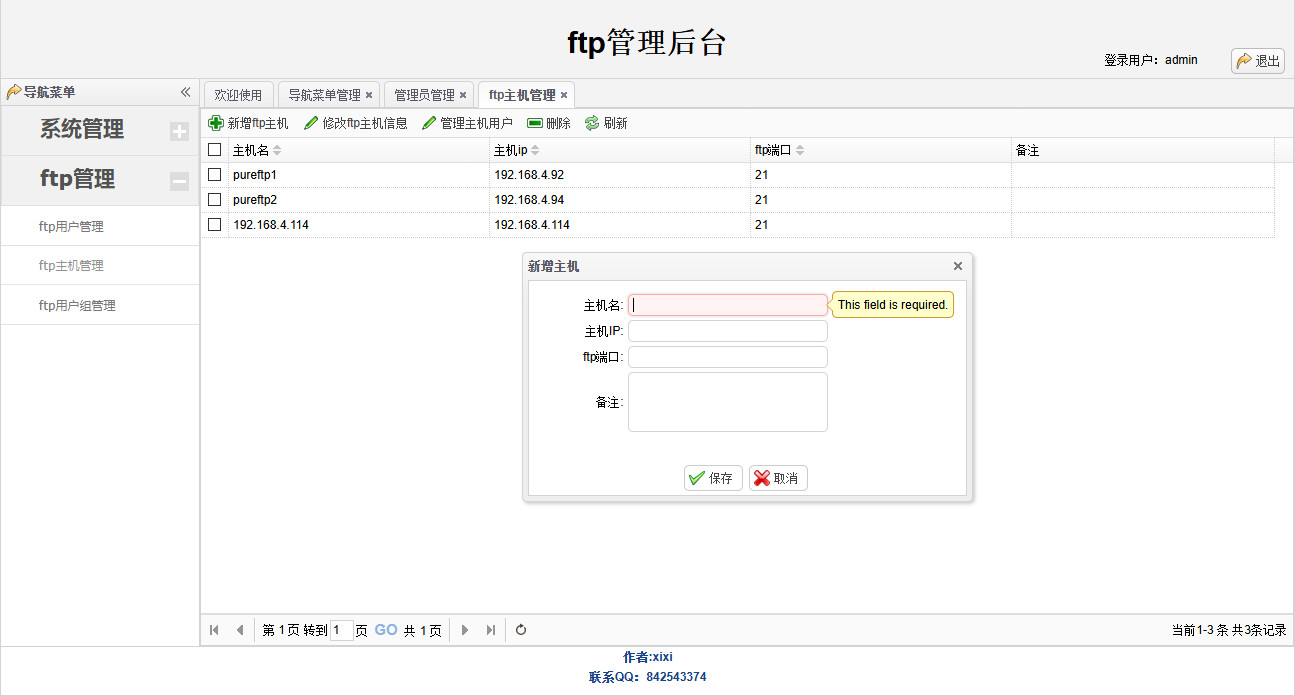 ftp管理后台
登录用户：admin
退出
导航菜单
欢迎使用 导航菜单管理 管理员管理 ftp主机管理
系统管理
ftp管理
ftp用户管理
ftp主机管理
ftp用户组管理
新增ftp主机 修改ftp主机信息 管理主机用户 删除 刷新
主机名 主机ip ftp端口 备注
pureftp1 192.168.4.92 21
pureftp2 192.168.4.94 21
192.168.4.114 192.168.4.114 21
新增主机
主机名: This field is required.
主机IP:
ftp端口:
备注:
保存 取消
第 1 页 转到 1 页 GO 共 1 页
当前1-3 条 共3条记录
作者:xixi
联系QQ：842543374